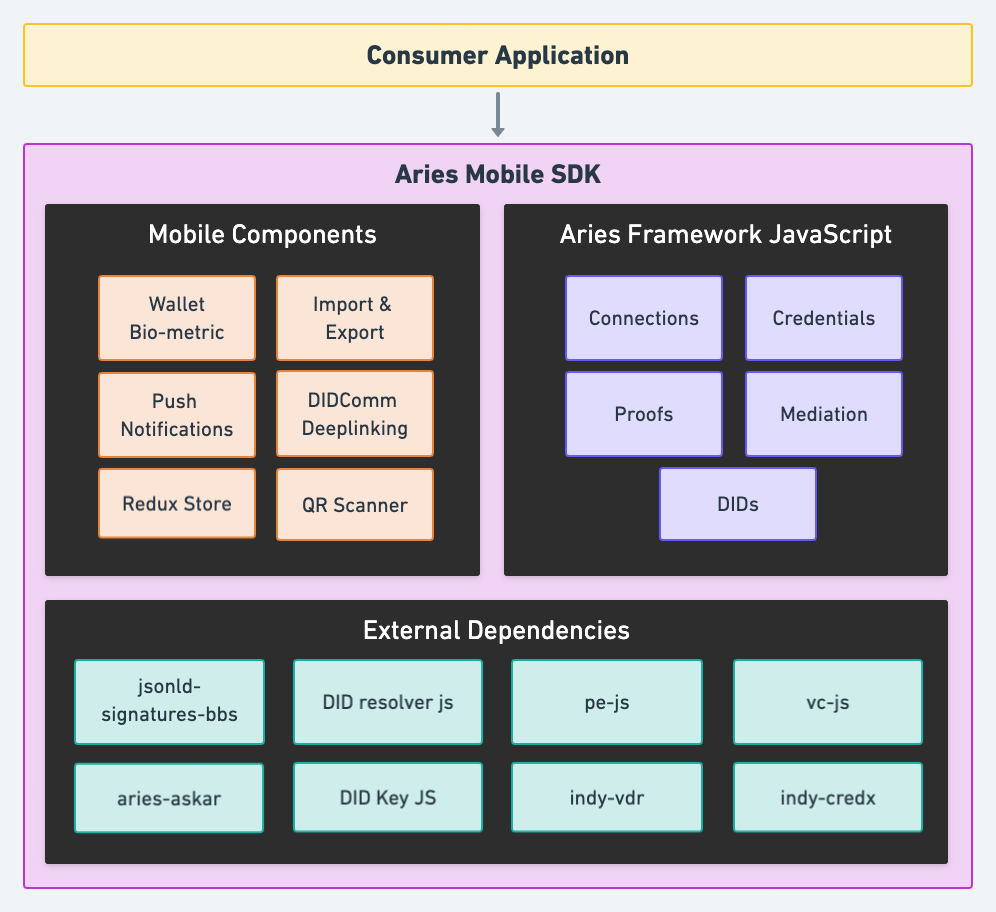 Consumer Application
Aries Mobile SDK
Mobile Components
Wallet
Bio-metric
Import &
Export
Push
Notifications
DIDComm
Deeplinking
Redux Store
QR Scanner
Aries Framework JavaScript
Connections
Credentials
Proofs
Mediation
DIDs
External Dependencies
jsonld-
signatures-bbs
DID resolver js
pe-js
vc-js
aries-askar
DID Key JS
indy-vdr
indy-credx